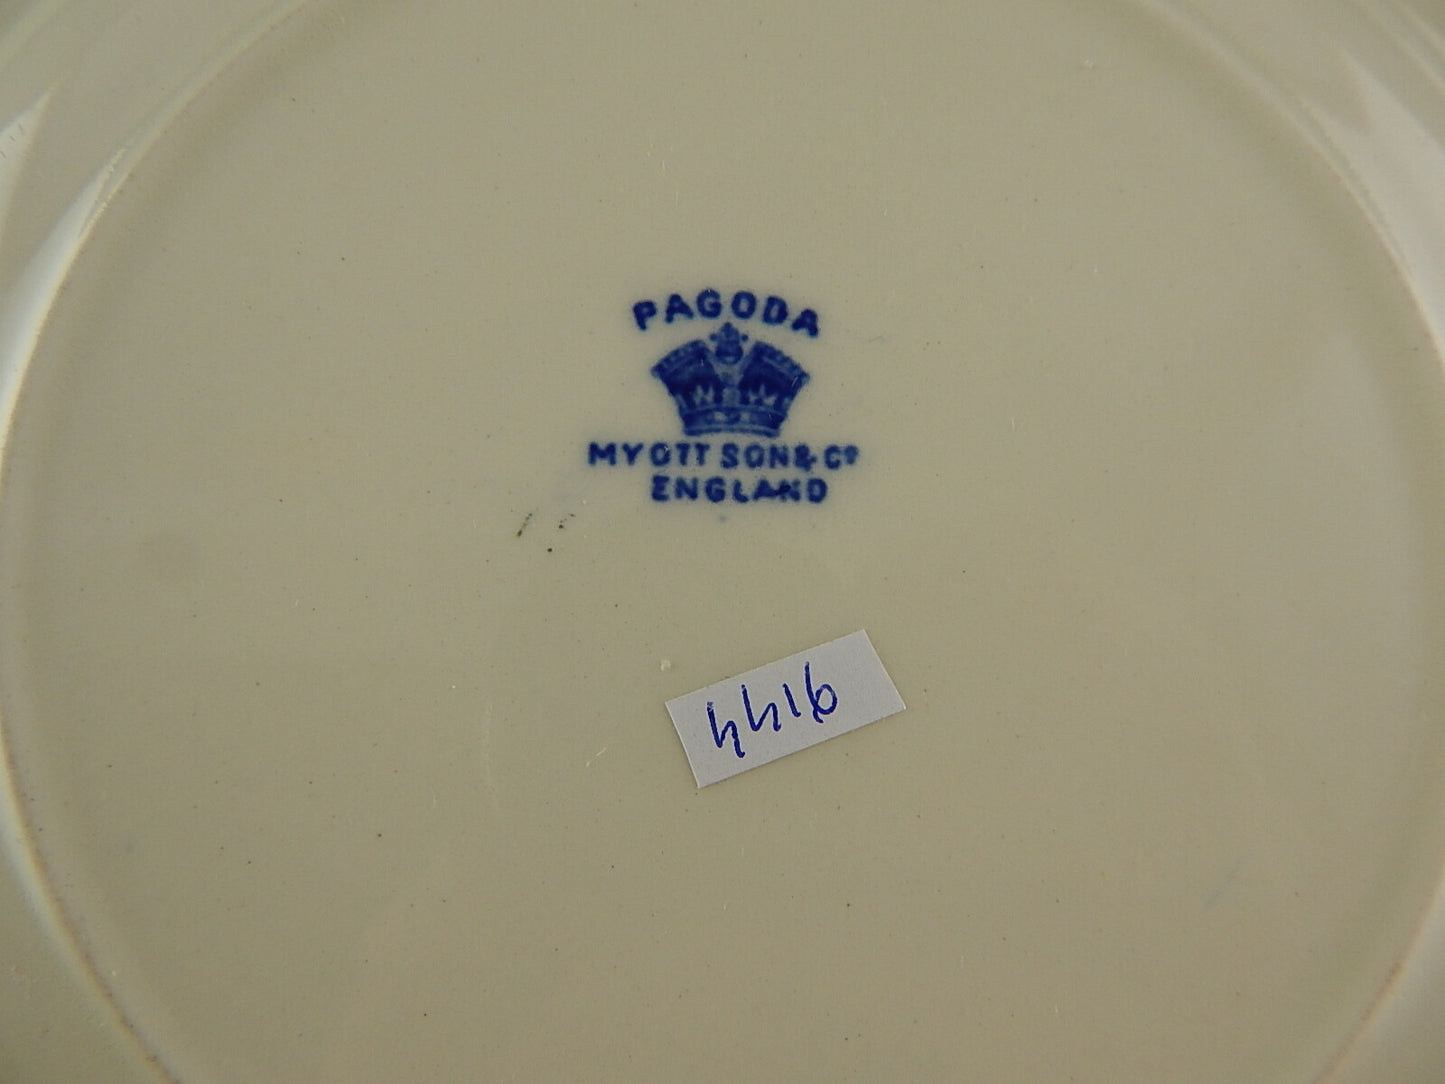 PAGODA
MYOTT SON & Co
ENGLAND
4416